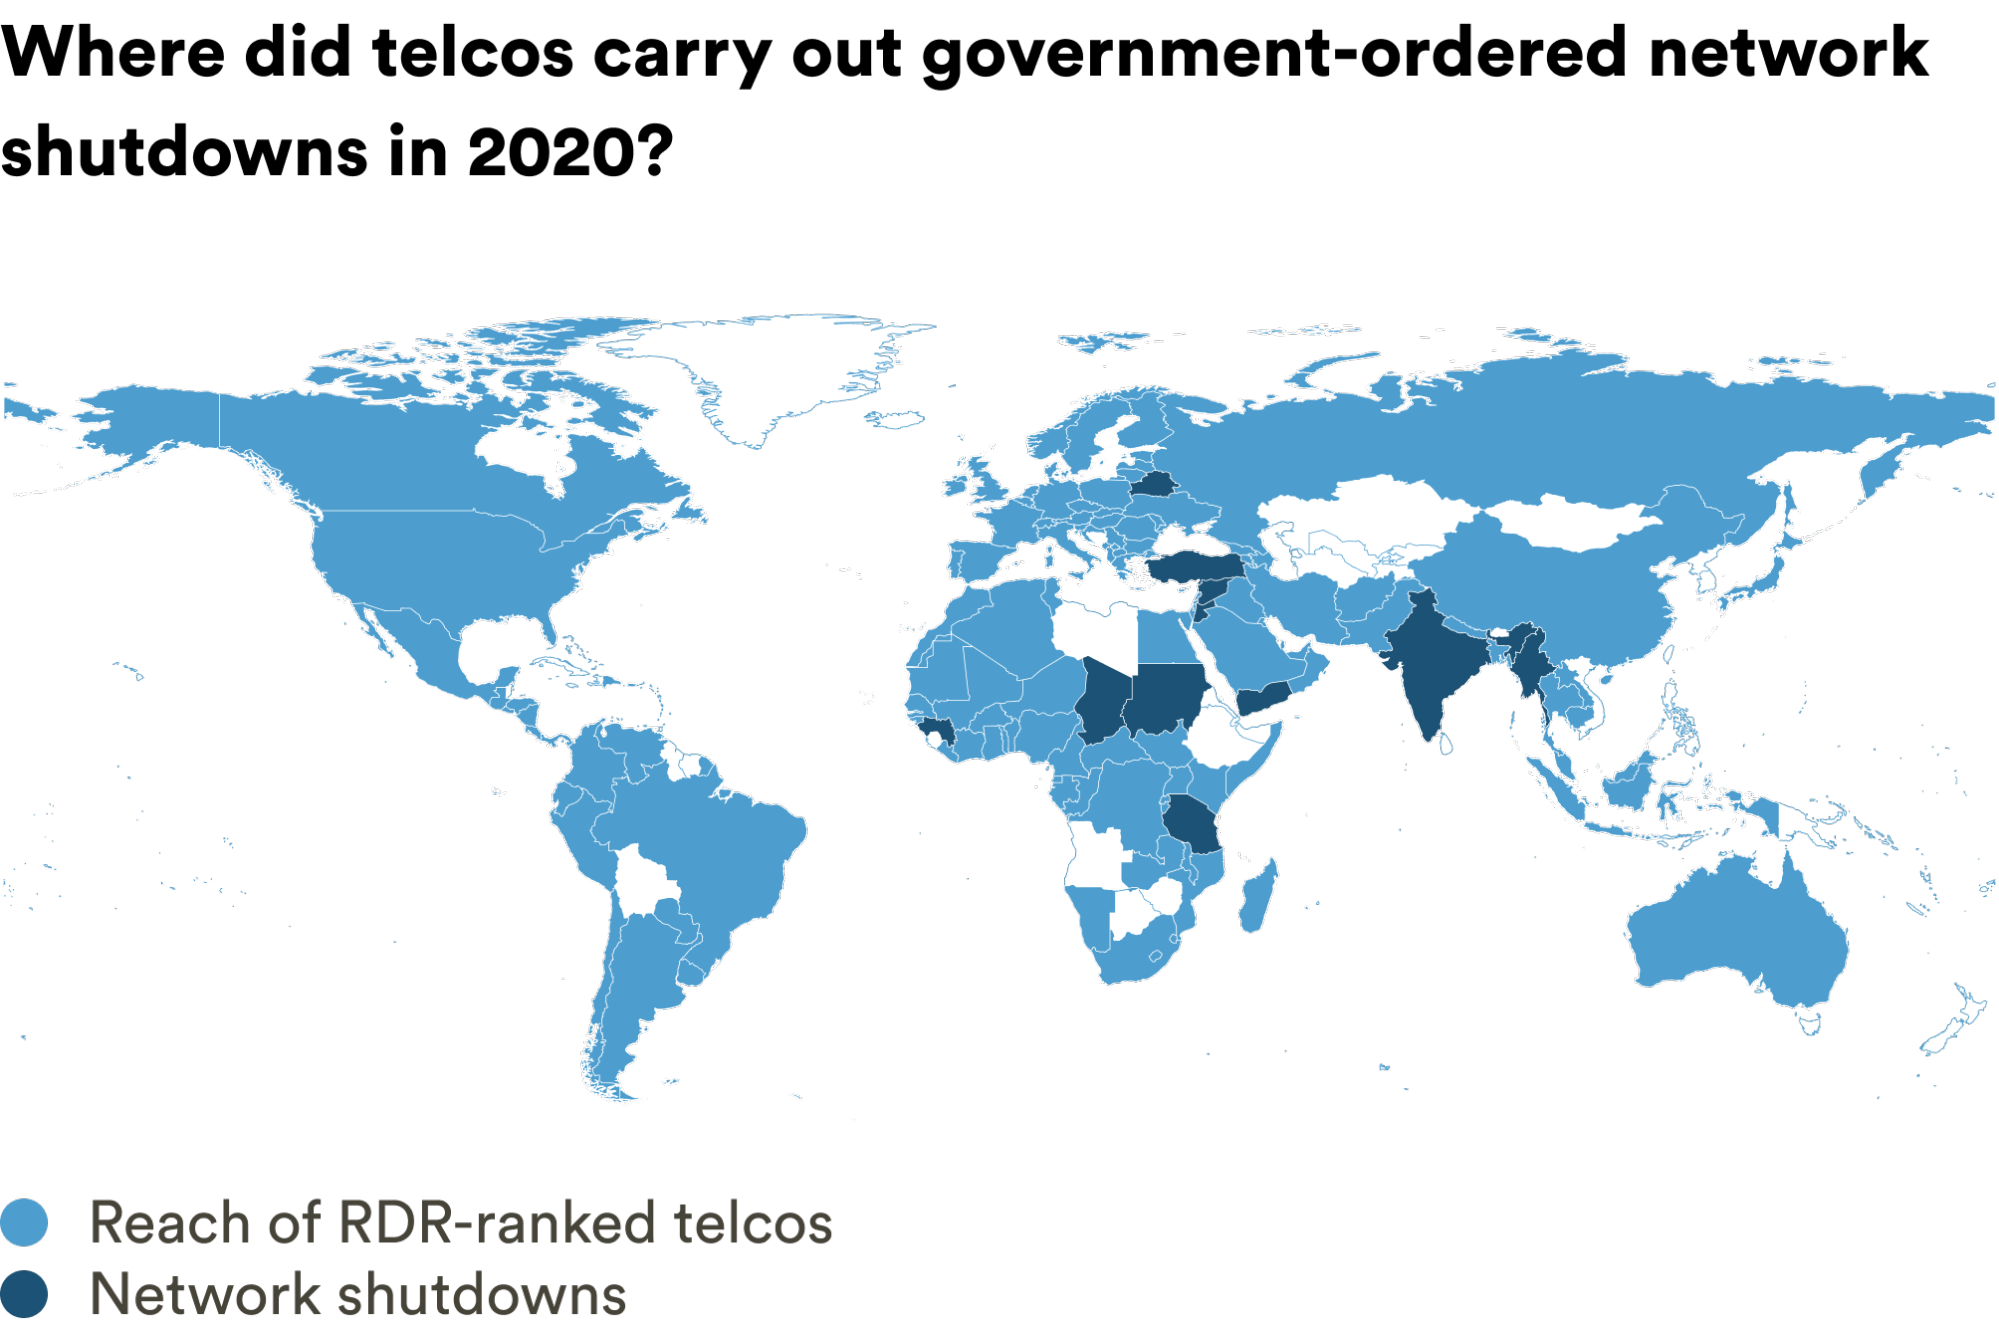 Where did telcos carry out government-ordered network
shutdowns in 2020?
Reach of RDR-ranked telcos
Network shutdowns